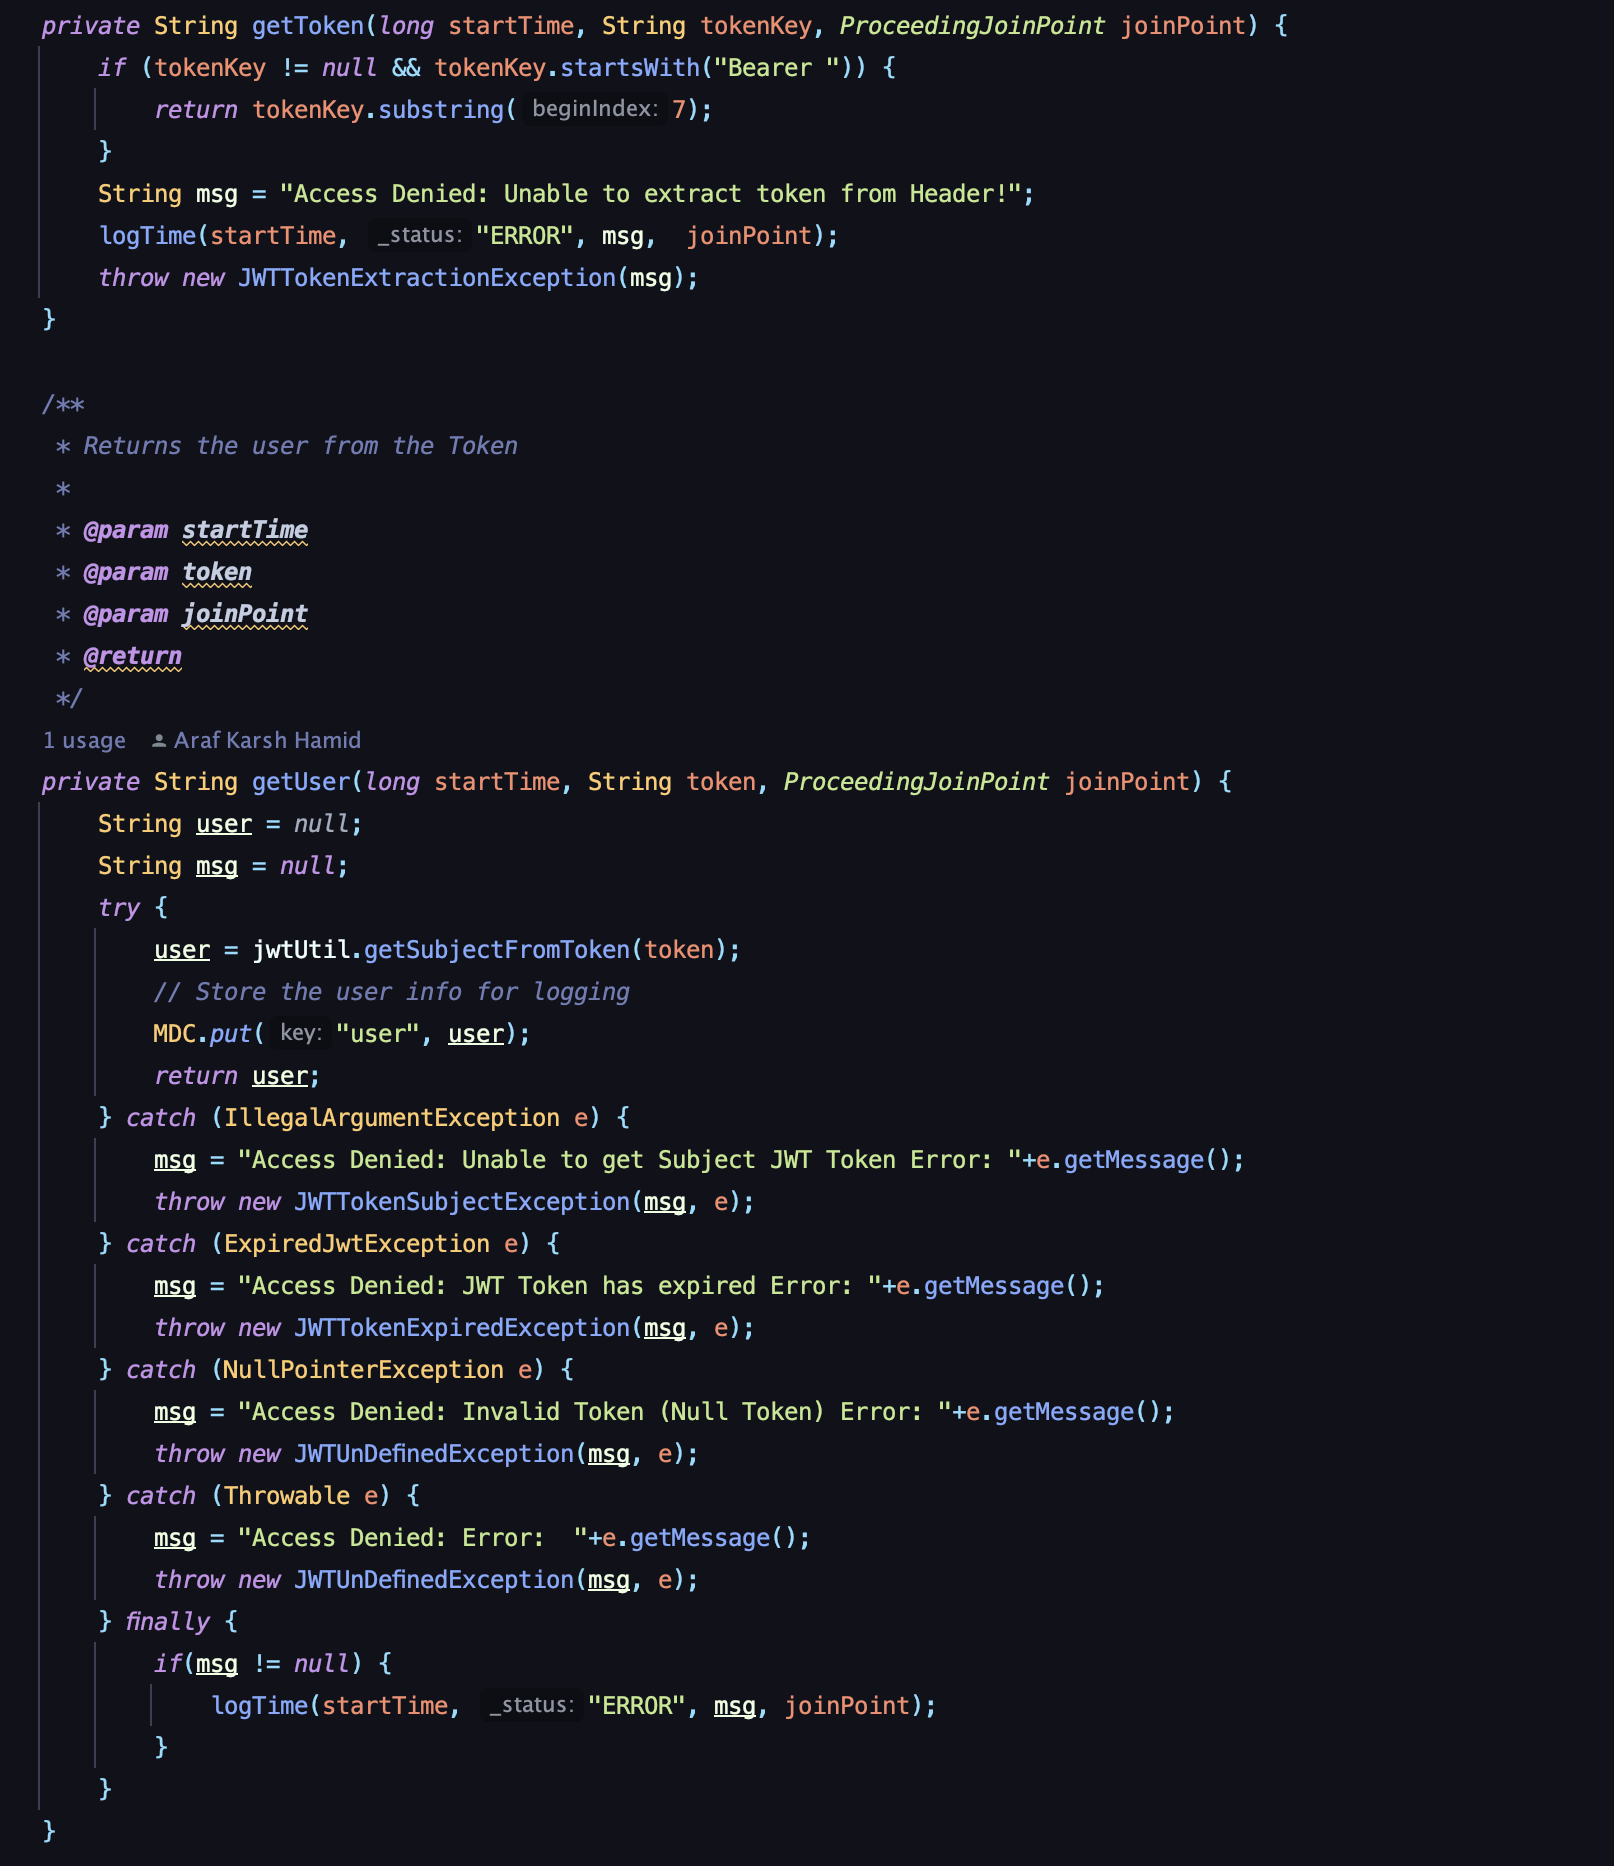 private String getToken(long startTime, String tokenKey, ProceedingJoinPoint joinPoint) {
    if (tokenKey != null && tokenKey.startsWith("Bearer ")) {
        return tokenKey.substring( beginIndex: 7);
    }
    String msg = "Access Denied: Unable to extract token from Header!";
    logTime(startTime, _status: "ERROR", msg,  joinPoint);
    throw new JWTTokenExtractionException(msg);
}
/**
 * Returns the user from the Token
 *
 * @param startTime
 * @param token
 * @param joinPoint
 * @return
 */
1 usage Araf Karsh Hamid
private String getUser(long startTime, String token, ProceedingJoinPoint joinPoint) {
    String user = null;
    String msg = null;
    try {
        user = jwtUtil.getSubjectFromToken(token);
        // Store the user info for logging
        MDC.put( key: "user", user);
        return user;
    } catch (IllegalArgumentException e) {
        msg = "Access Denied: Unable to get Subject JWT Token Error: "+e.getMessage();
        throw new JWTTokenSubjectException(msg, e);
    } catch (ExpiredJwtException e) {
        msg = "Access Denied: JWT Token has expired Error: "+e.getMessage();
        throw new JWTTokenExpiredException(msg, e);
    } catch (NullPointerException e) {
        msg = "Access Denied: Invalid Token (Null Token) Error: "+e.getMessage();
        throw new JWTUnDefinedException(msg, e);
    } catch (Throwable e) {
        msg = "Access Denied: Error:  "+e.getMessage();
        throw new JWTUnDefinedException(msg, e);
    } finally {
        if(msg != null) {
            logTime(startTime, _status: "ERROR", msg, joinPoint);
        }
    }
}